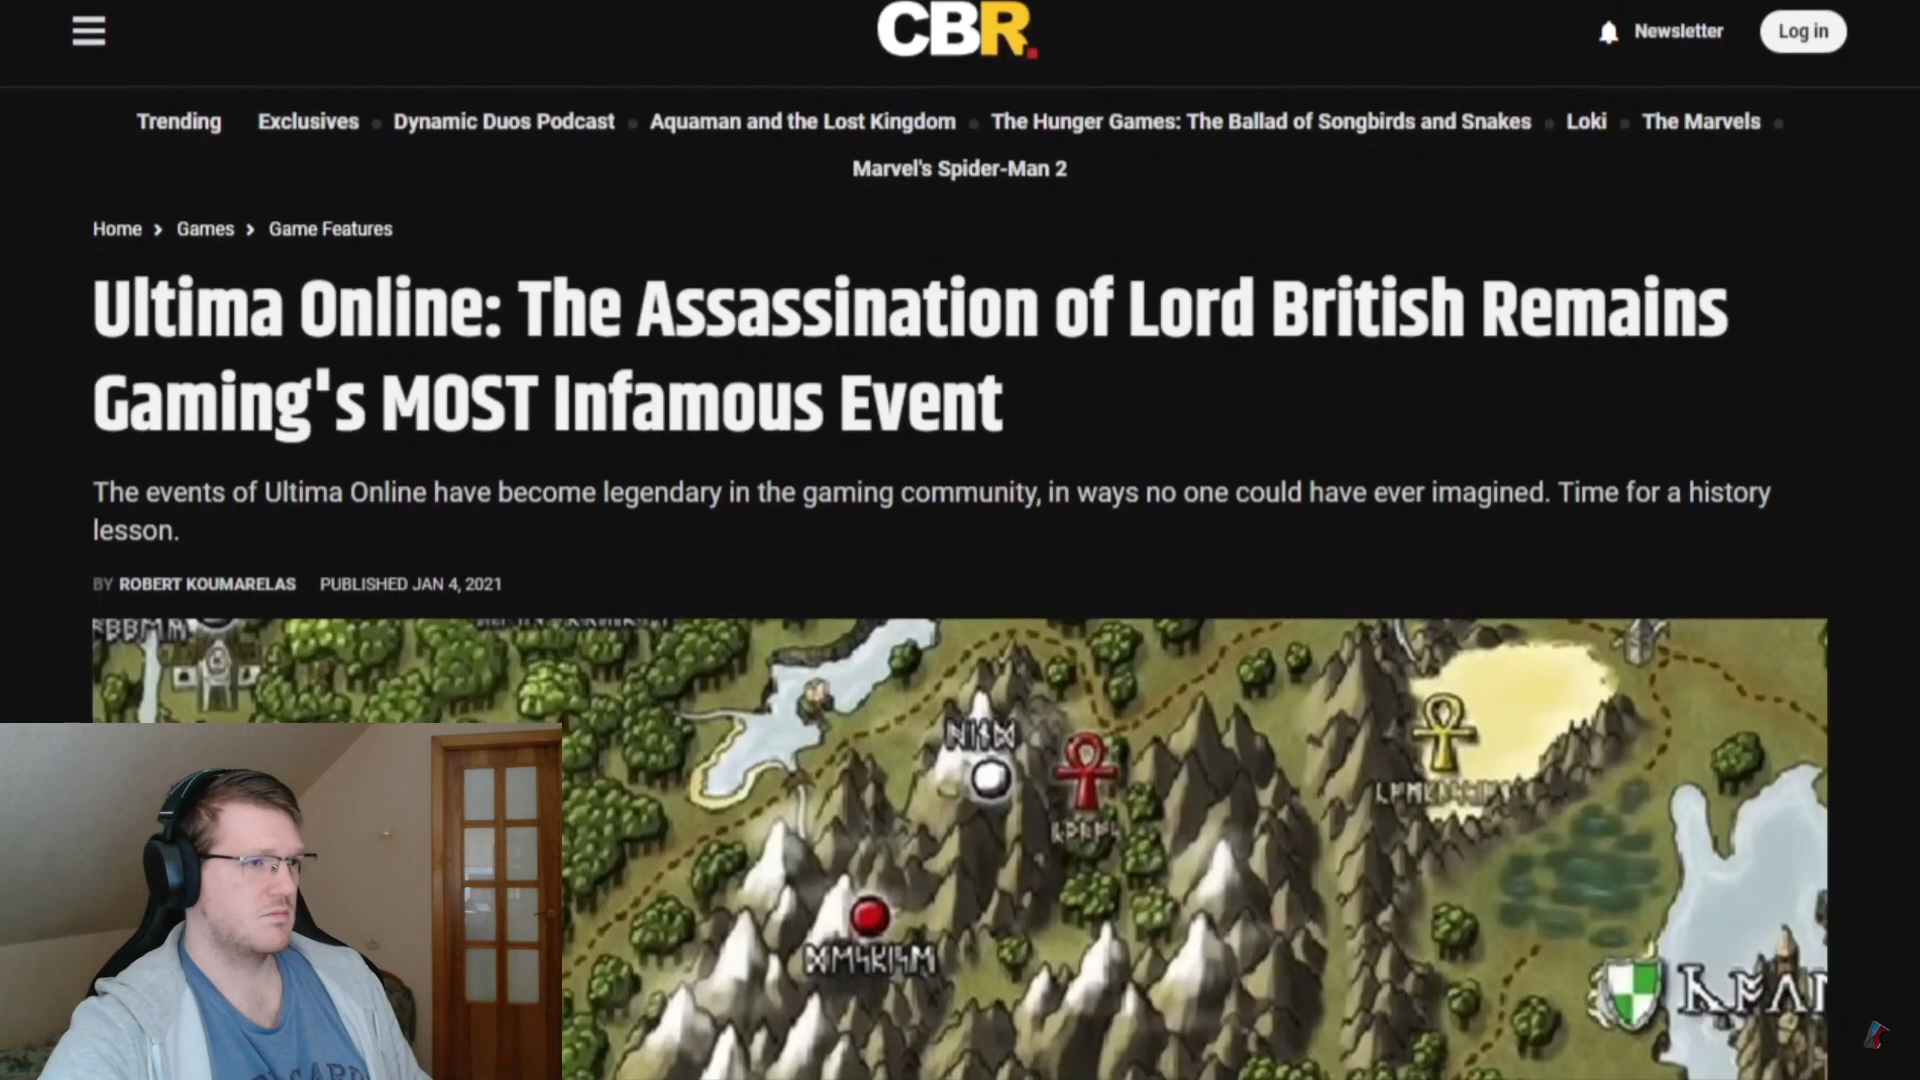 CBR.
Newsletter
Log in
Trending
Exclusives
Dynamic Duos Podcast
Aquaman and the Lost Kingdom
The Hunger Games: The Ballad of Songbirds and Snakes
Loki
The Marvels
Marvel's Spider-Man 2
Home > Games > Game Features
Ultima Online: The Assassination of Lord British Remains
Gaming's MOST Infamous Event
The events of Ultima Online have become legendary in the gaming community, in ways no one could have ever imagined. Time for a history
lesson.
BY ROBERT KOUMARELAS PUBLISHED JAN 4, 2021